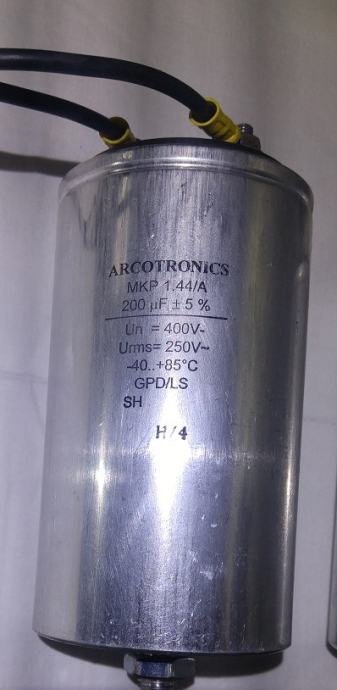 ARCOTRONICS
MKP 1.44/A
200 µF ± 5 %
Un = 400V-
Urms= 250V~
-40..+85°C
GPD/LS
SH
H/4